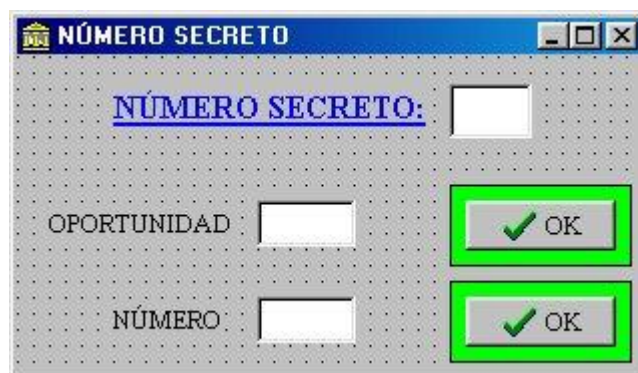 NÚMERO SECRETO
NÚMERO SECRETO:
OPORTUNIDAD
OK
NÚMERO
OK